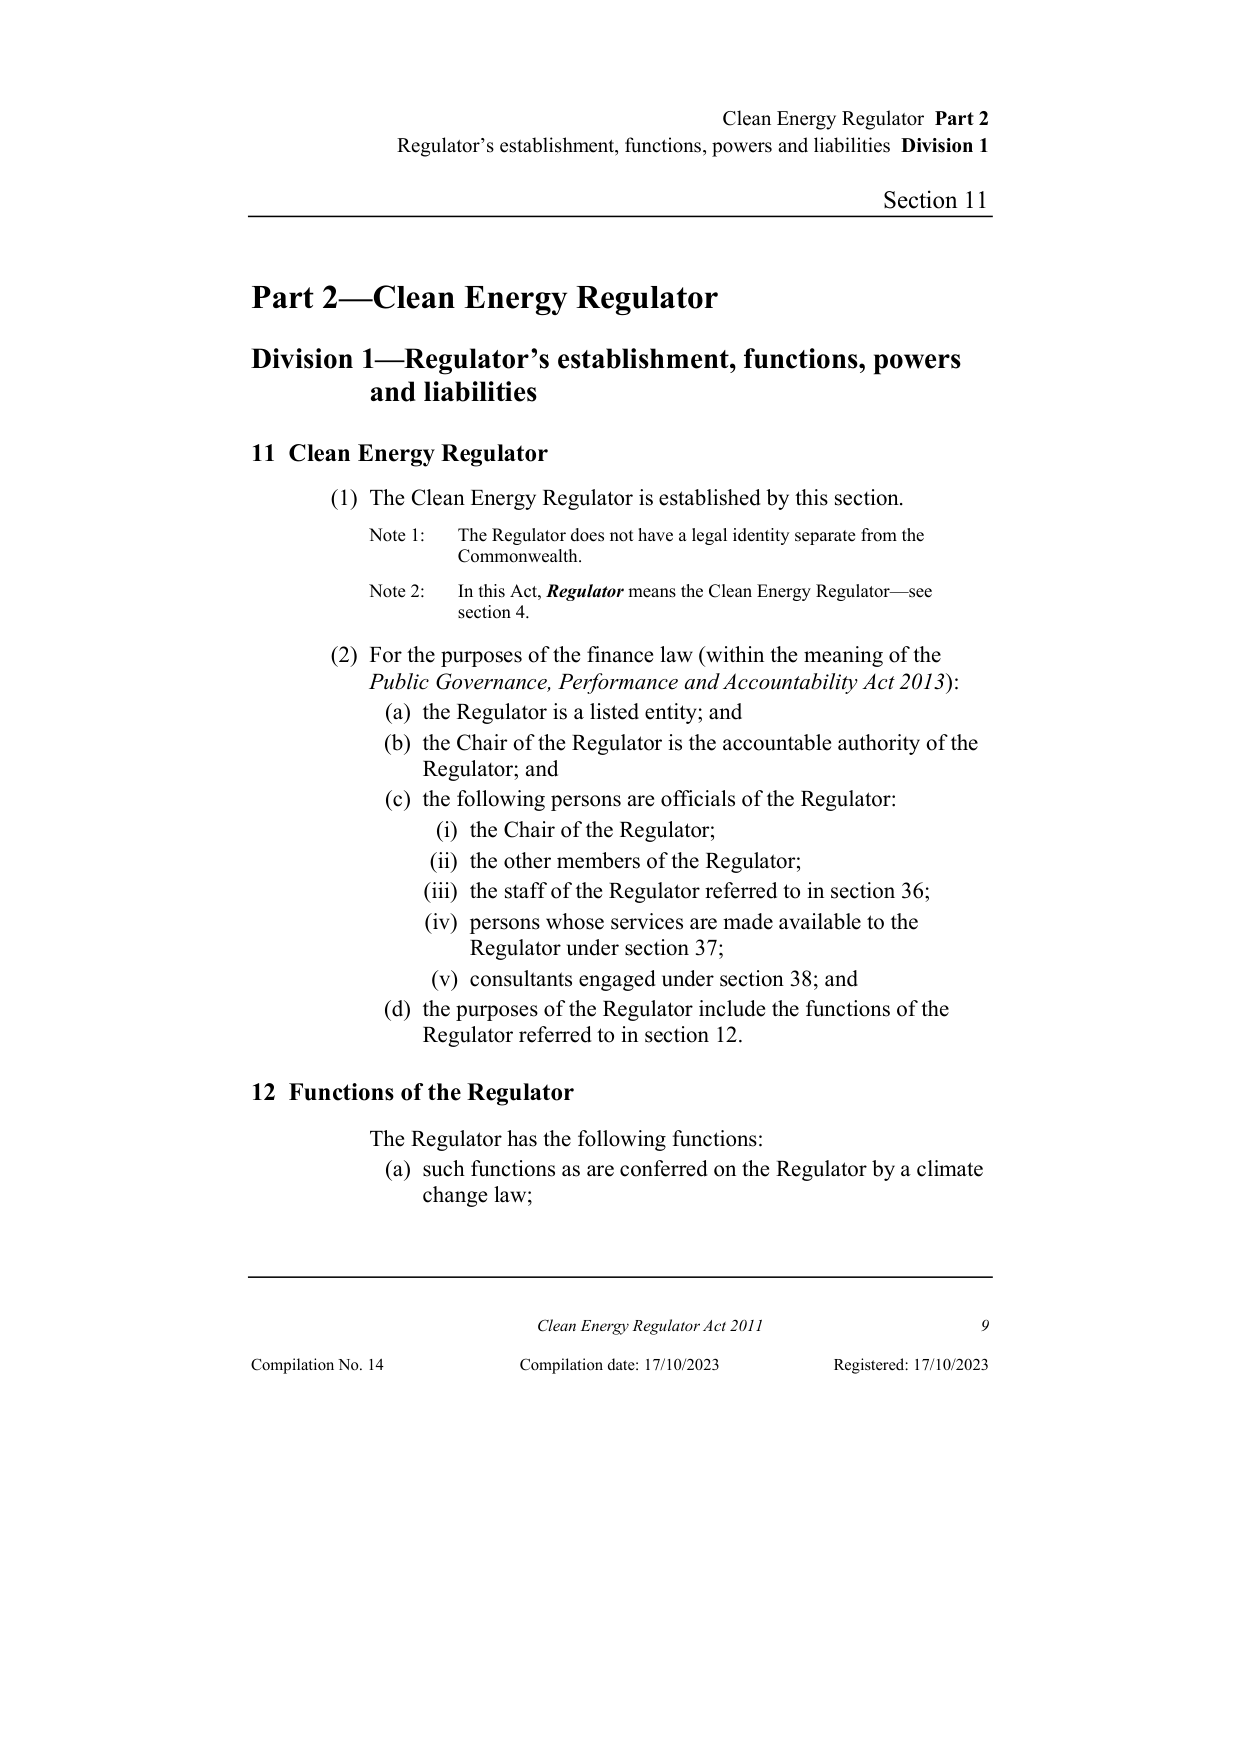 Clean Energy Regulator  Part 2
Regulator’s establishment, functions, powers and liabilities  Division 1
Section 11
Part 2—Clean Energy Regulator
Division 1—Regulator’s establishment, functions, powers
and liabilities
11  Clean Energy Regulator
(1) The Clean Energy Regulator is established by this section.
Note 1: The Regulator does not have a legal identity separate from the
Commonwealth.
Note 2: In this Act, Regulator means the Clean Energy Regulator—see
section 4.
(2) For the purposes of the finance law (within the meaning of the
Public Governance, Performance and Accountability Act 2013):
(a) the Regulator is a listed entity; and
(b) the Chair of the Regulator is the accountable authority of the
Regulator; and
(c) the following persons are officials of the Regulator:
(i) the Chair of the Regulator;
(ii) the other members of the Regulator;
(iii) the staff of the Regulator referred to in section 36;
(iv) persons whose services are made available to the
Regulator under section 37;
(v) consultants engaged under section 38; and
(d) the purposes of the Regulator include the functions of the
Regulator referred to in section 12.
12  Functions of the Regulator
The Regulator has the following functions:
(a) such functions as are conferred on the Regulator by a climate
change law;
Clean Energy Regulator Act 2011 9
Compilation No. 14 Compilation date: 17/10/2023 Registered: 17/10/2023